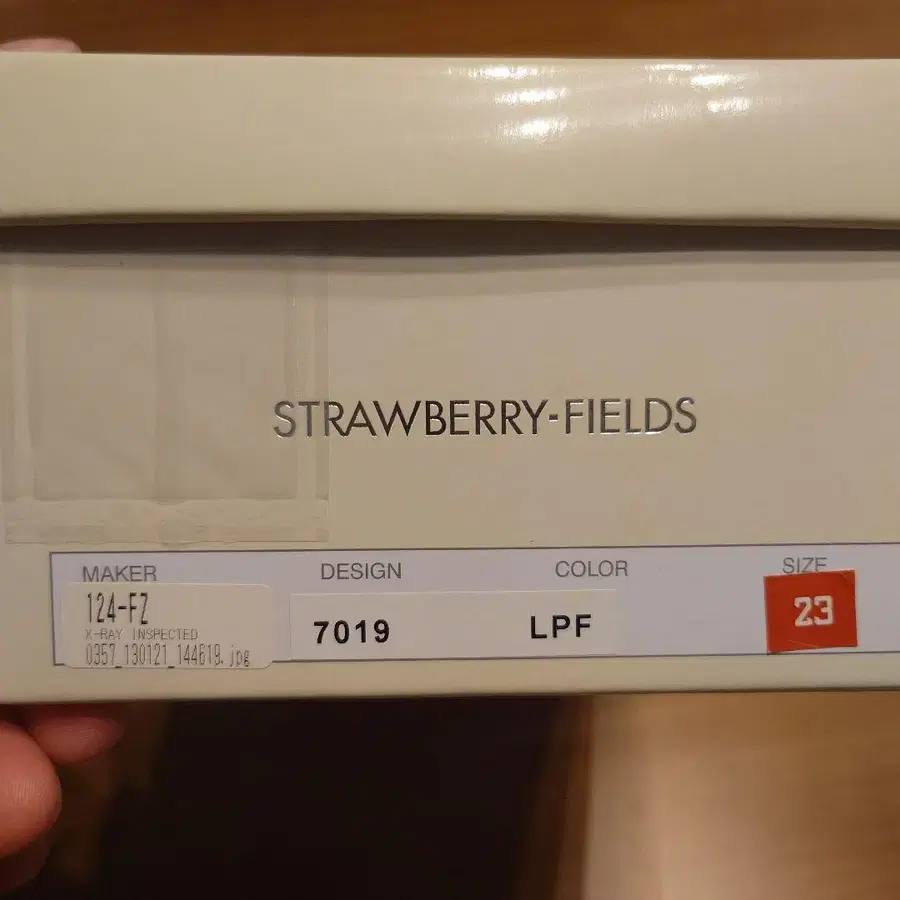 STRAWBERRY-FIELDS
MAKER DESIGN COLOR SIZE
124-FZ
X-RAY INSPECTED
0357_130121_144619.jpg
7019 LPF 23